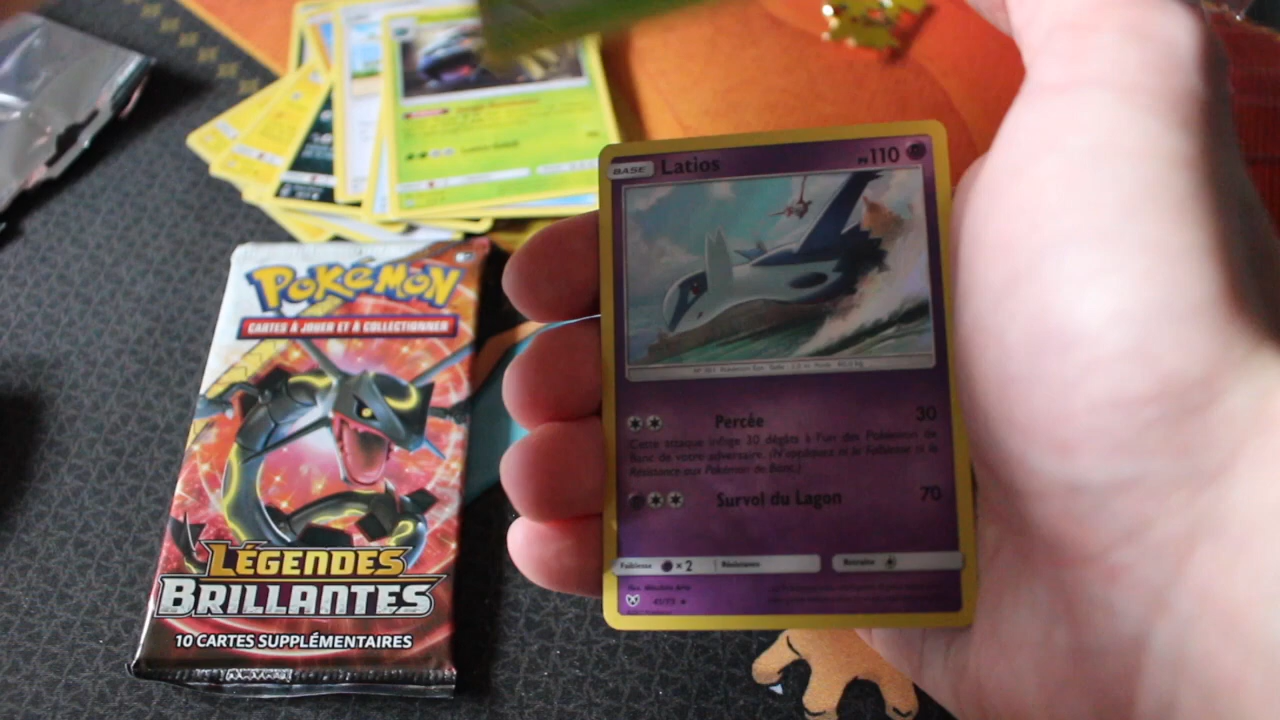 POKÉMON
CARTES À JOUER ET À COLLECTIONNER
LÉGENDES
BRILLANTES
10 CARTES SUPPLÉMENTAIRES
BASE Latios PV 110
Percée 30
Cette attaque inflige 30 dégâts à l'un des Pokémon de
Banc de votre adversaire. (N'appliquez ni la Faiblesse ni la
Résistance aux Pokémon de Banc.)
Survol du Lagon 70
Faiblesse ×2 Résistance Retraite
41/73